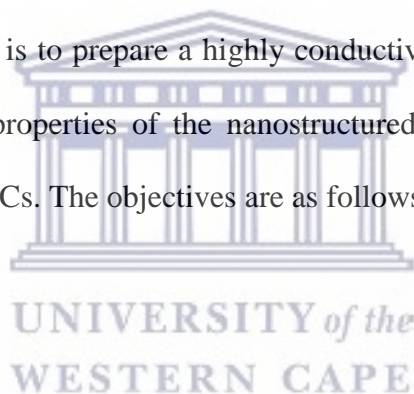 is to prepare a highly conductiv
properties of the nanostructured
Cs. The objectives are as follows
UNIVERSITY of the
WESTERN CAPE